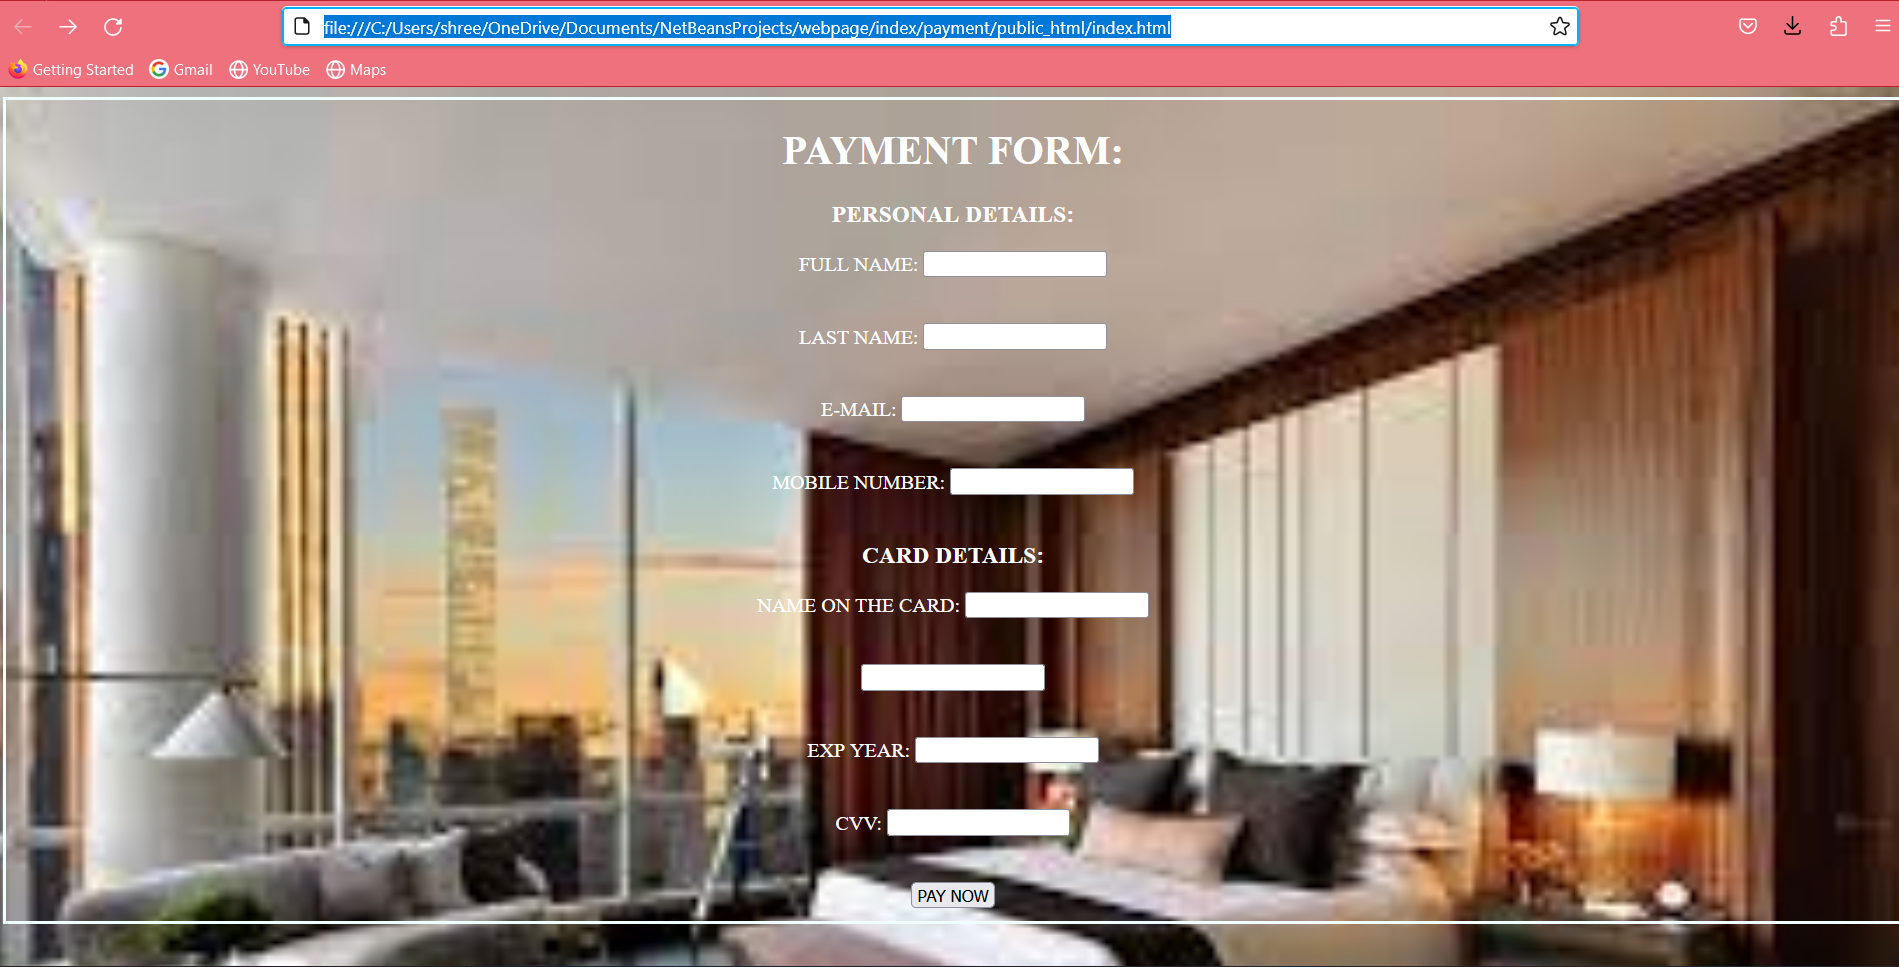 file:///C:/Users/shree/OneDrive/Documents/NetBeansProjects/webpage/index/payment/public_html/index.html
Getting Started Gmail YouTube Maps
PAYMENT FORM:
PERSONAL DETAILS:
FULL NAME:
LAST NAME:
E-MAIL:
MOBILE NUMBER:
CARD DETAILS:
NAME ON THE CARD:
EXP YEAR:
CVV:
PAY NOW